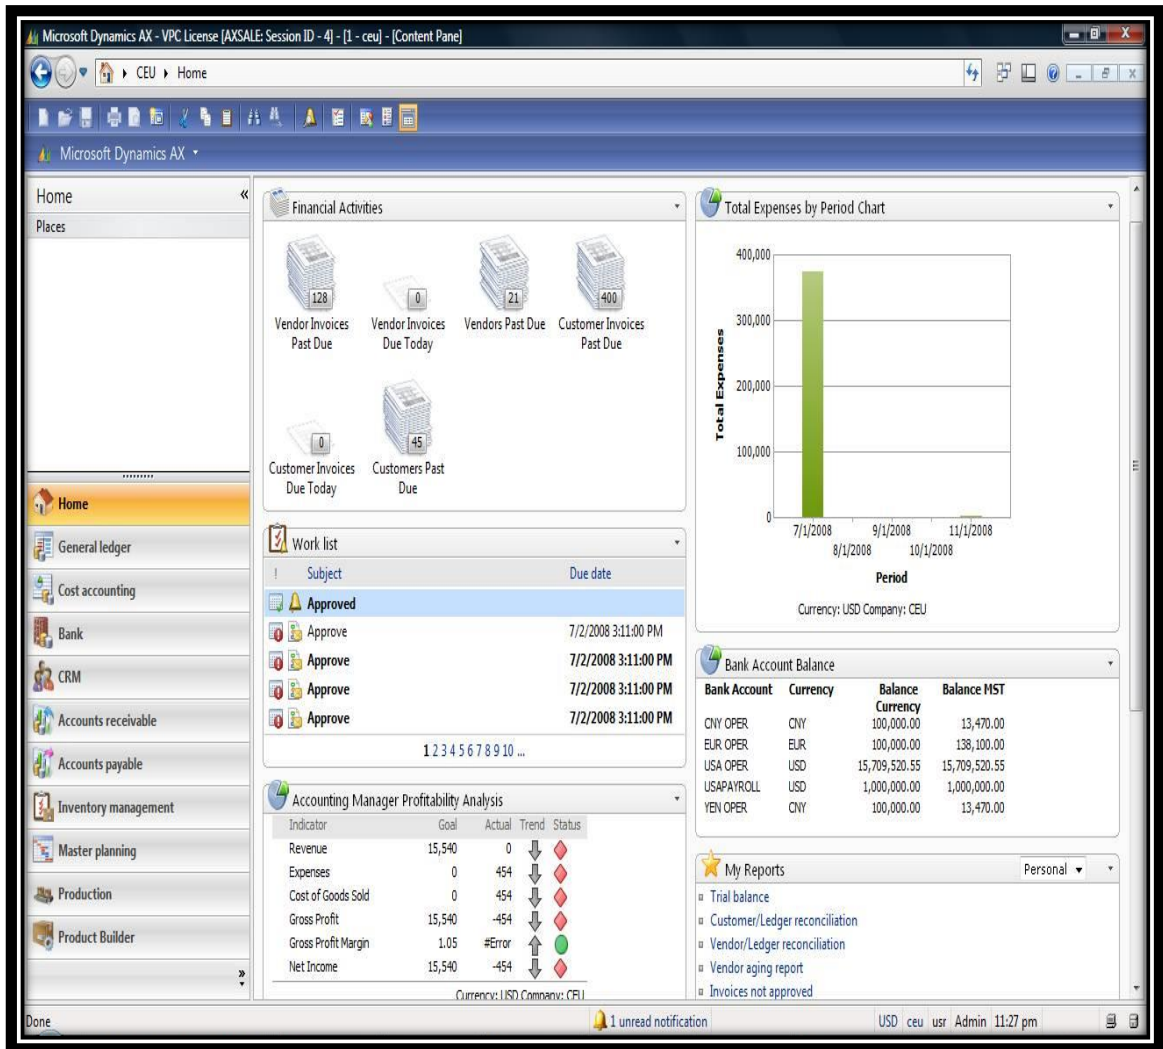 Microsoft Dynamics AX - VPC License [AXSALE: Session ID - 4] - [1 - ceu] - [Content Pane]
CEU ▸ Home
Microsoft Dynamics AX
Home
«
Places
Home
General ledger
Cost accounting
Bank
CRM
Accounts receivable
Accounts payable
Inventory management
Master planning
Production
Product Builder
»
Financial Activities
128 0 21 400
Vendor Invoices Vendor Invoices Vendors Past Due Customer Invoices
Past Due Due Today Past Due
0 45
Customer Invoices Customers Past
Due Today Due
Work list
! Subject Due date
Approved
Approve 7/2/2008 3:11:00 PM
Approve 7/2/2008 3:11:00 PM
Approve 7/2/2008 3:11:00 PM
Approve 7/2/2008 3:11:00 PM
1 2 3 4 5 6 7 8 9 10 ...
Accounting Manager Profitability Analysis
Indicator Goal Actual Trend Status
Revenue 15,540 0
Expenses 0 454
Cost of Goods Sold 0 454
Gross Profit 15,540 -454
Gross Profit Margin 1.05 #Error
Net Income 15,540 -454
Currency: USD Company: CEU
Total Expenses by Period Chart
Total Expenses
400,000
300,000
200,000
100,000
0
7/1/2008 9/1/2008 11/1/2008
8/1/2008 10/1/2008
Period
Currency: USD Company: CEU
Bank Account Balance
Bank Account Currency Balance Balance MST
Currency
CNY OPER CNY 100,000.00 13,470.00
EUR OPER EUR 100,000.00 138,100.00
USA OPER USD 15,709,520.55 15,709,520.55
USAPAYROLL USD 1,000,000.00 1,000,000.00
YEN OPER CNY 100,000.00 13,470.00
My Reports Personal
Trial balance
Customer/Ledger reconciliation
Vendor/Ledger reconciliation
Vendor aging report
Invoices not approved
Done 1 unread notification USD ceu usr Admin 11:27 pm